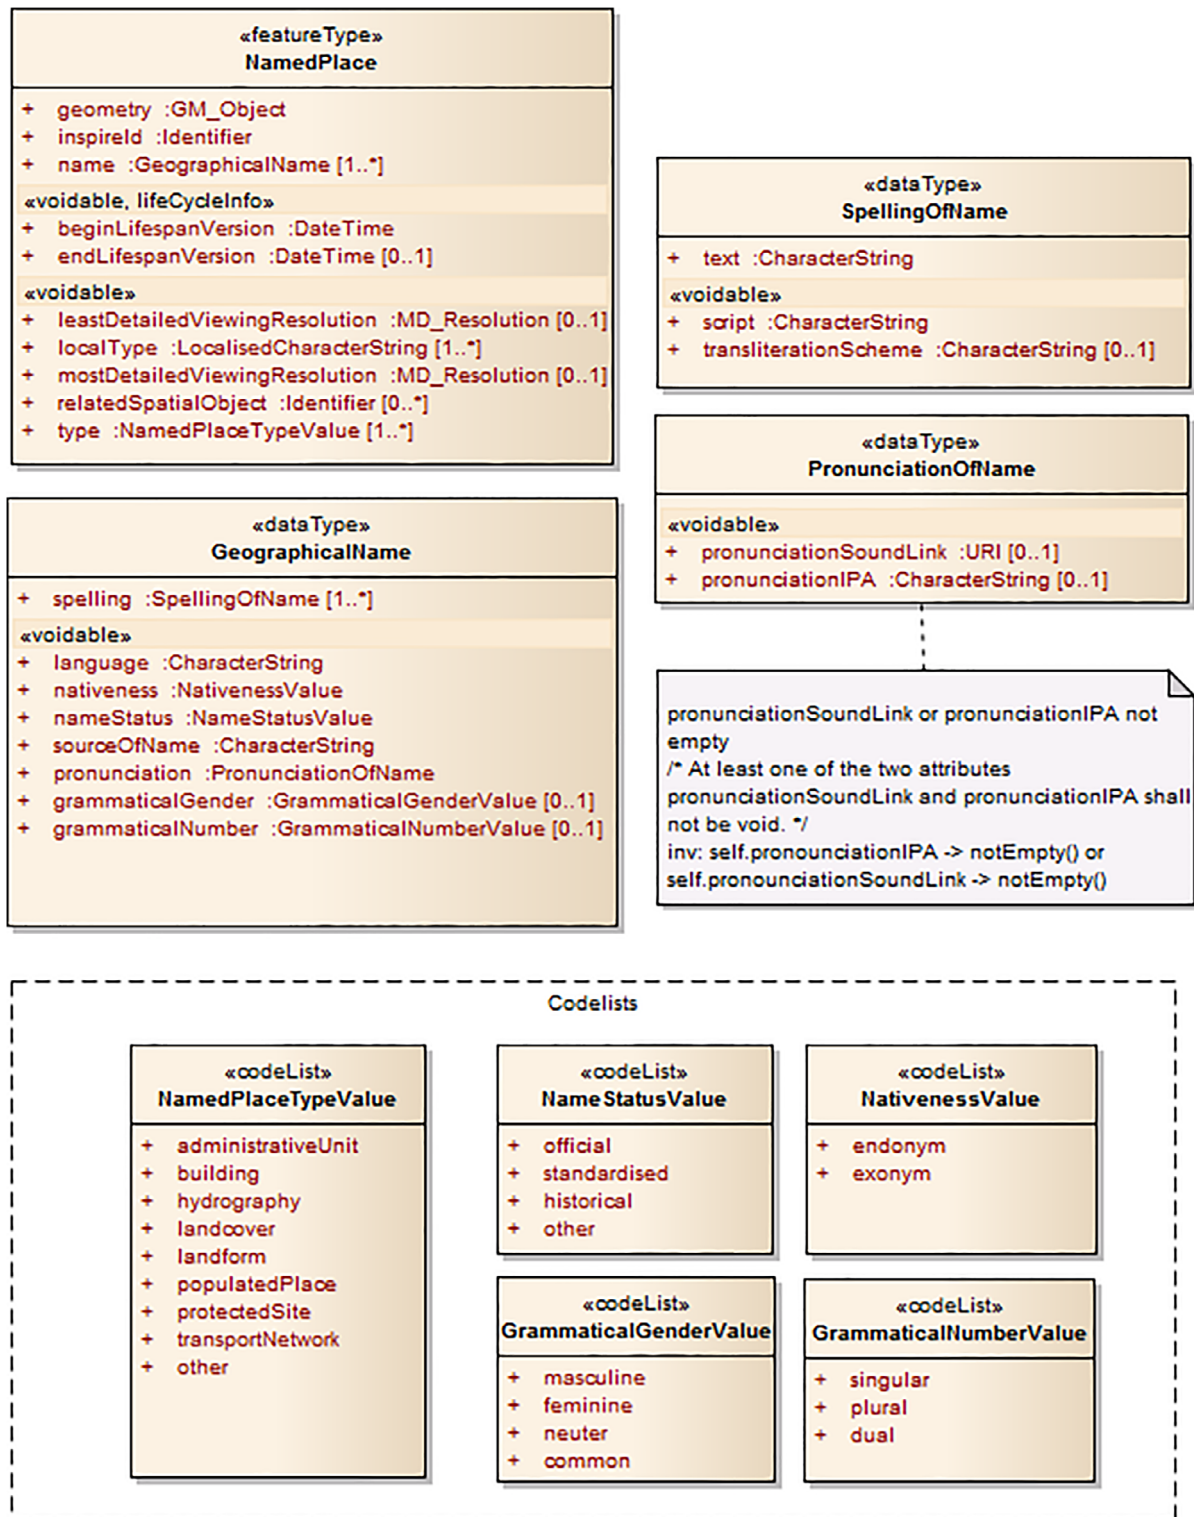 «featureType»
NamedPlace
+ geometry :GM_Object
+ inspireId :Identifier
+ name :GeographicalName [1..*]
«voidable, lifeCycleInfo»
+ beginLifespanVersion :DateTime
+ endLifespanVersion :DateTime [0..1]
«voidable»
+ leastDetailedViewingResolution :MD_Resolution [0..1]
+ localType :LocalisedCharacterString [1..*]
+ mostDetailedViewingResolution :MD_Resolution [0..1]
+ relatedSpatialObject :Identifier [0..*]
+ type :NamedPlaceTypeValue [1..*]
«dataType»
SpellingOfName
+ text :CharacterString
«voidable»
+ script :CharacterString
+ transliterationScheme :CharacterString [0..1]
«dataType»
PronunciationOfName
«voidable»
+ pronunciationSoundLink :URI [0..1]
+ pronunciationIPA :CharacterString [0..1]
«dataType»
GeographicalName
+ spelling :SpellingOfName [1..*]
«voidable»
+ language :CharacterString
+ nativeness :NativenessValue
+ nameStatus :NameStatusValue
+ sourceOfName :CharacterString
+ pronunciation :PronunciationOfName
+ grammaticalGender :GrammaticalGenderValue [0..1]
+ grammaticalNumber :GrammaticalNumberValue [0..1]
pronunciationSoundLink or pronunciationIPA not
empty
/* At least one of the two attributes
pronunciationSoundLink and pronunciationIPA shall
not be void. */
inv: self.pronounciationIPA -> notEmpty() or
self.pronounciationSoundLink -> notEmpty()
Codelists
«codeList»
NamedPlaceTypeValue
+ administrativeUnit
+ building
+ hydrography
+ landcover
+ landform
+ populatedPlace
+ protectedSite
+ transportNetwork
+ other
«codeList»
NameStatusValue
+ official
+ standardised
+ historical
+ other
«codeList»
NativenessValue
+ endonym
+ exonym
«codeList»
GrammaticalGenderValue
+ masculine
+ feminine
+ neuter
+ common
«codeList»
GrammaticalNumberValue
+ singular
+ plural
+ dual